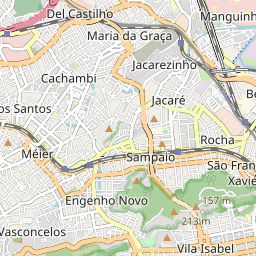 Del Castilho
Manguinh
Maria da Graça
Jacarezinho
Cachambi
Be
Jacaré
os Santos
Rocha
Méier
Sampaio
São Fran
Xavie
Engenho Novo
157 m
213 m
Vasconcelos
Vila Isabel